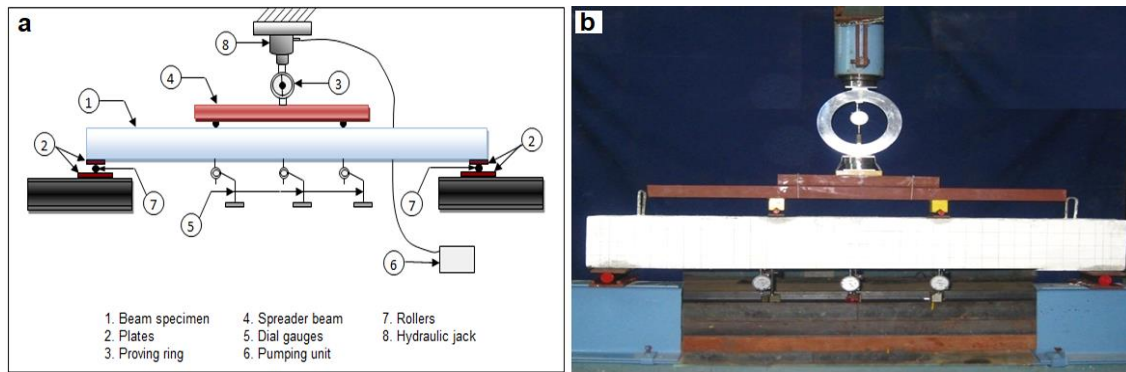 a
8
4
3
1
2
2
7
7
5
6
1. Beam specimen
2. Plates
3. Proving ring
4. Spreader beam
5. Dial gauges
6. Pumping unit
7. Rollers
8. Hydraulic jack
b